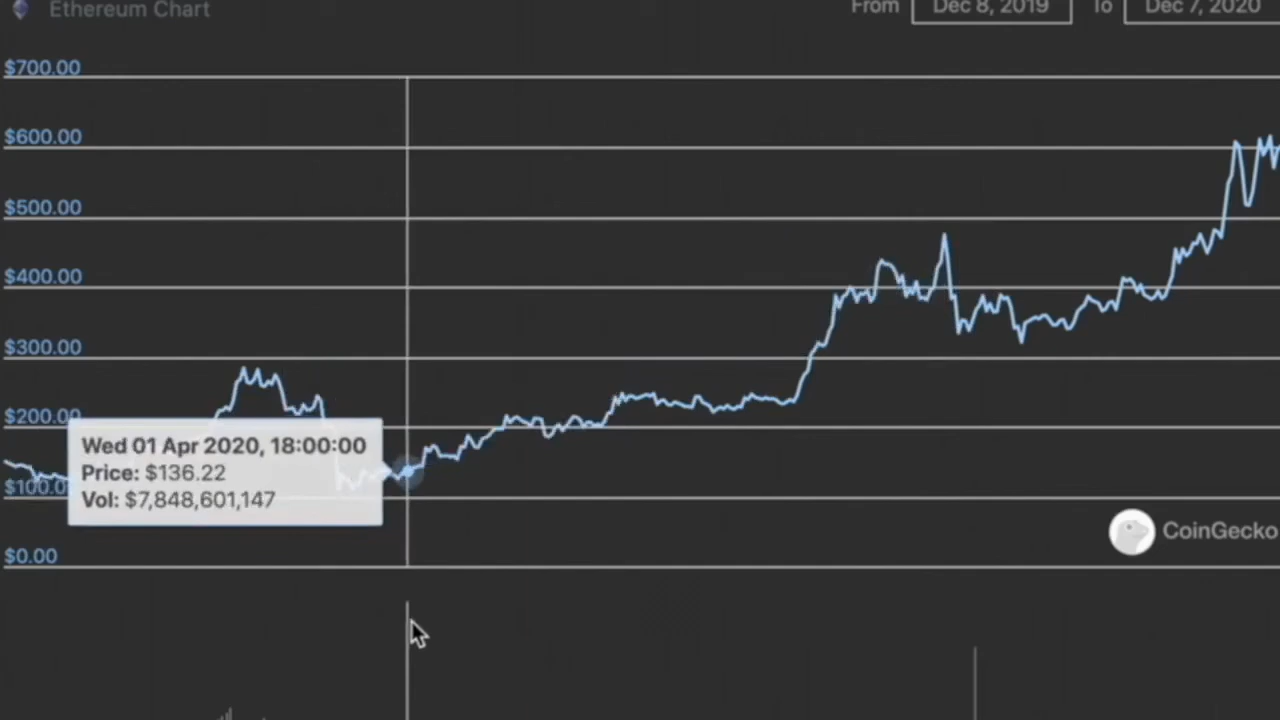 Ethereum Chart
From Dec 8, 2019 To Dec 7, 2020
$700.00
$600.00
$500.00
$400.00
$300.00
$200.00
Wed 01 Apr 2020, 18:00:00
Price: $136.22
Vol: $7,848,601,147
$100.0
CoinGecko
$0.00